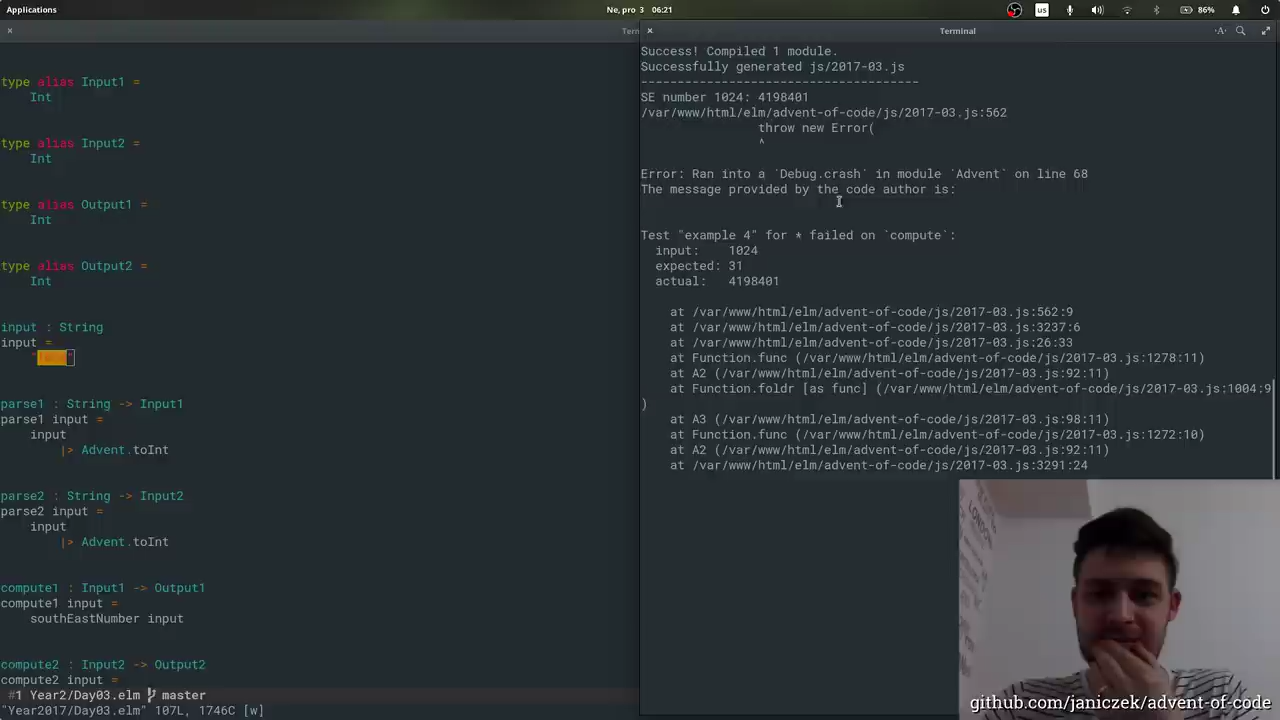 Applications
Ne, pro 3 06:21
us
86%
Term
Terminal
type alias Input1 =
Int
type alias Input2 =
Int
type alias Output1 =
Int
type alias Output2 =
Int
input : String
input =
parse1 : String -> Input1
parse1 input =
input
|> Advent.toInt
parse2 : String -> Input2
parse2 input =
input
|> Advent.toInt
compute1 : Input1 -> Output1
compute1 input =
southEastNumber input
compute2 : Input2 -> Output2
compute2 input =
#1 Year2/Day03.elm master
"Year2017/Day03.elm" 107L, 1746C [w]
Success! Compiled 1 module.
Successfully generated js/2017-03.js
--------------------------------------
SE number 1024: 4198401
/var/www/html/elm/advent-of-code/js/2017-03.js:562
throw new Error(
^
Error: Ran into a `Debug.crash` in module `Advent` on line 68
The message provided by the code author is:
Test "example 4" for * failed on `compute`:
input: 1024
expected: 31
actual: 4198401
at /var/www/html/elm/advent-of-code/js/2017-03.js:562:9
at /var/www/html/elm/advent-of-code/js/2017-03.js:3237:6
at /var/www/html/elm/advent-of-code/js/2017-03.js:26:33
at Function.func (/var/www/html/elm/advent-of-code/js/2017-03.js:1278:11)
at A2 (/var/www/html/elm/advent-of-code/js/2017-03.js:92:11)
at Function.foldr [as func] (/var/www/html/elm/advent-of-code/js/2017-03.js:1004:9
)
at A3 (/var/www/html/elm/advent-of-code/js/2017-03.js:98:11)
at Function.func (/var/www/html/elm/advent-of-code/js/2017-03.js:1272:10)
at A2 (/var/www/html/elm/advent-of-code/js/2017-03.js:92:11)
at /var/www/html/elm/advent-of-code/js/2017-03.js:3291:24
LONDON
github.com/janiczek/advent-of-code